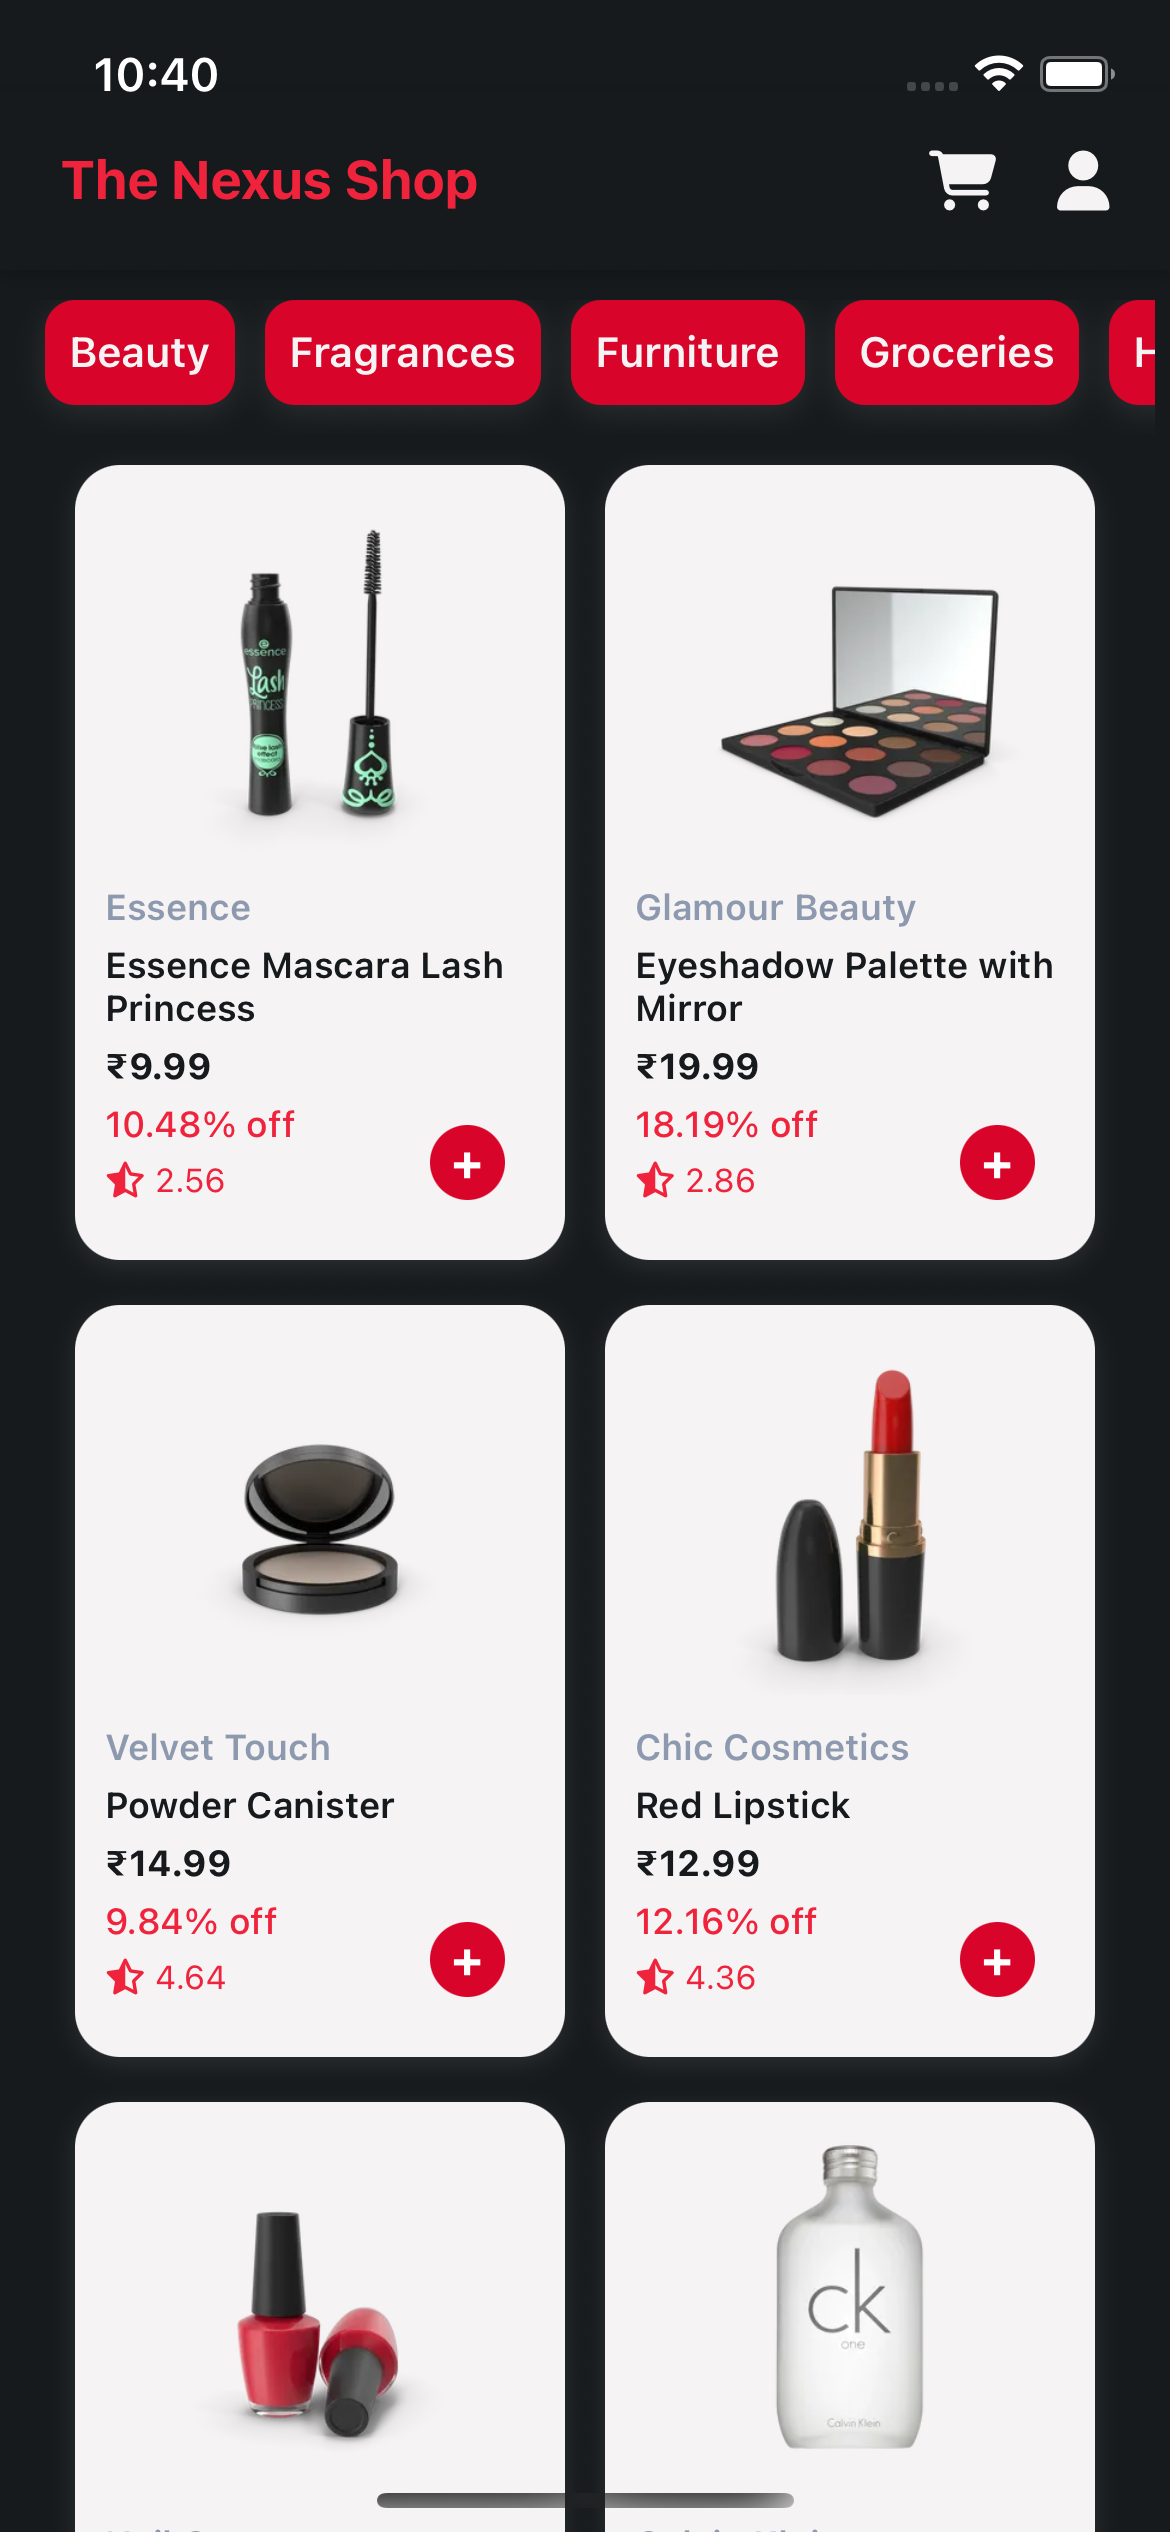 10:40
The Nexus Shop
Beauty
Fragrances
Furniture
Groceries
essence
Lash
PRINCESS
false lash
effect
Essence
Essence Mascara Lash
Princess
₹9.99
10.48% off
2.56
+
Glamour Beauty
Eyeshadow Palette with
Mirror
₹19.99
18.19% off
2.86
+
Velvet Touch
Powder Canister
₹14.99
9.84% off
4.64
+
Chic Cosmetics
Red Lipstick
₹12.99
12.16% off
4.36
+
ck
one
Calvin Klein